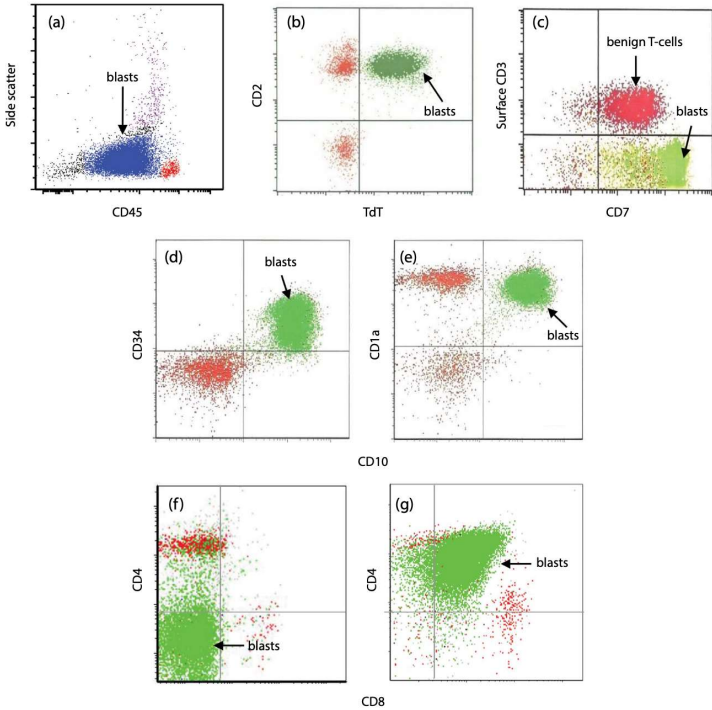 (a)
blasts
Side scatter
CD45
(b)
CD2
blasts
TdT
(c)
benign T-cells
Surface CD3
blasts
CD7
(d)
blasts
CD34
(e)
CD1a
blasts
CD10
(f)
CD4
blasts
(g)
CD4
blasts
CD8